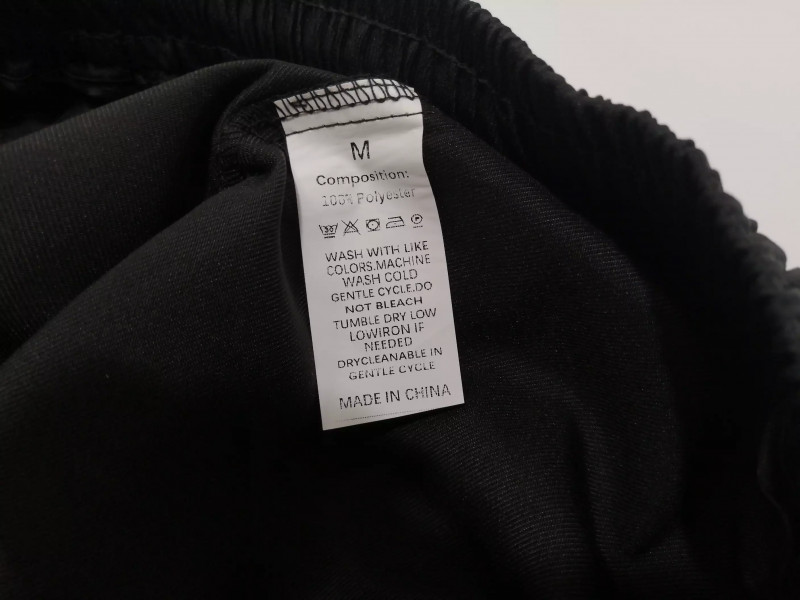 M
Composition:
100% Polyester
WASH WITH LIKE
COLORS.MACHINE
WASH COLD
GENTLE CYCLE.DO
NOT BLEACH
TUMBLE DRY LOW
LOWIRON IF
NEEDED
DRYCLEANABLE IN
GENTLE CYCLE
MADE IN CHINA